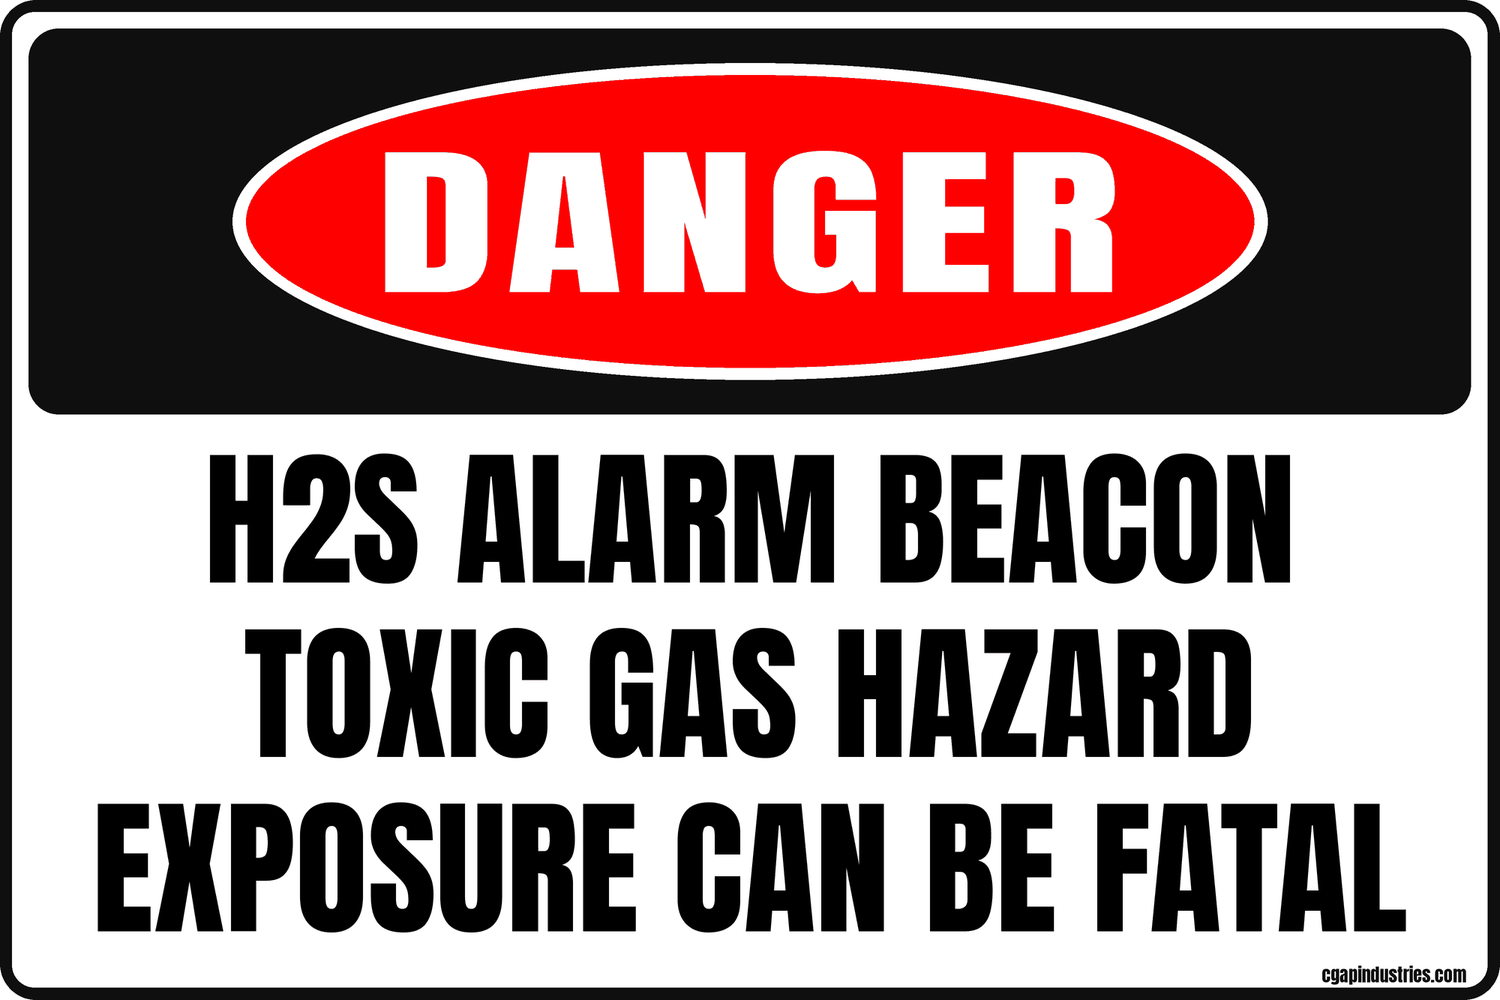 DANGER
H2S ALARM BEACON
TOXIC GAS HAZARD
EXPOSURE CAN BE FATAL
cgapindustries.com